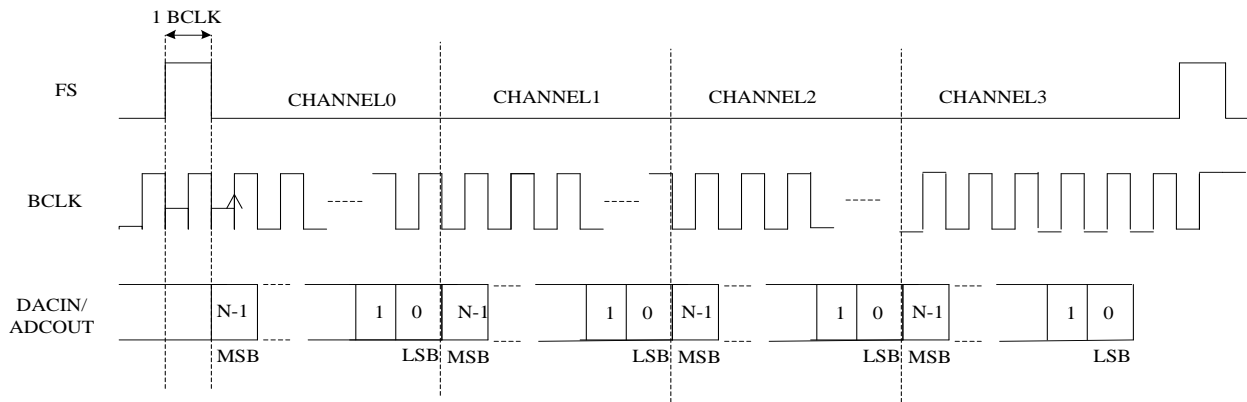 1 BCLK
FS
CHANNEL0 CHANNEL1 CHANNEL2 CHANNEL3
BCLK
DACIN/
ADCOUT
N-1 1 0 N-1 1 0 N-1 1 0 N-1 1 0
MSB LSB MSB LSB MSB LSB MSB LSB